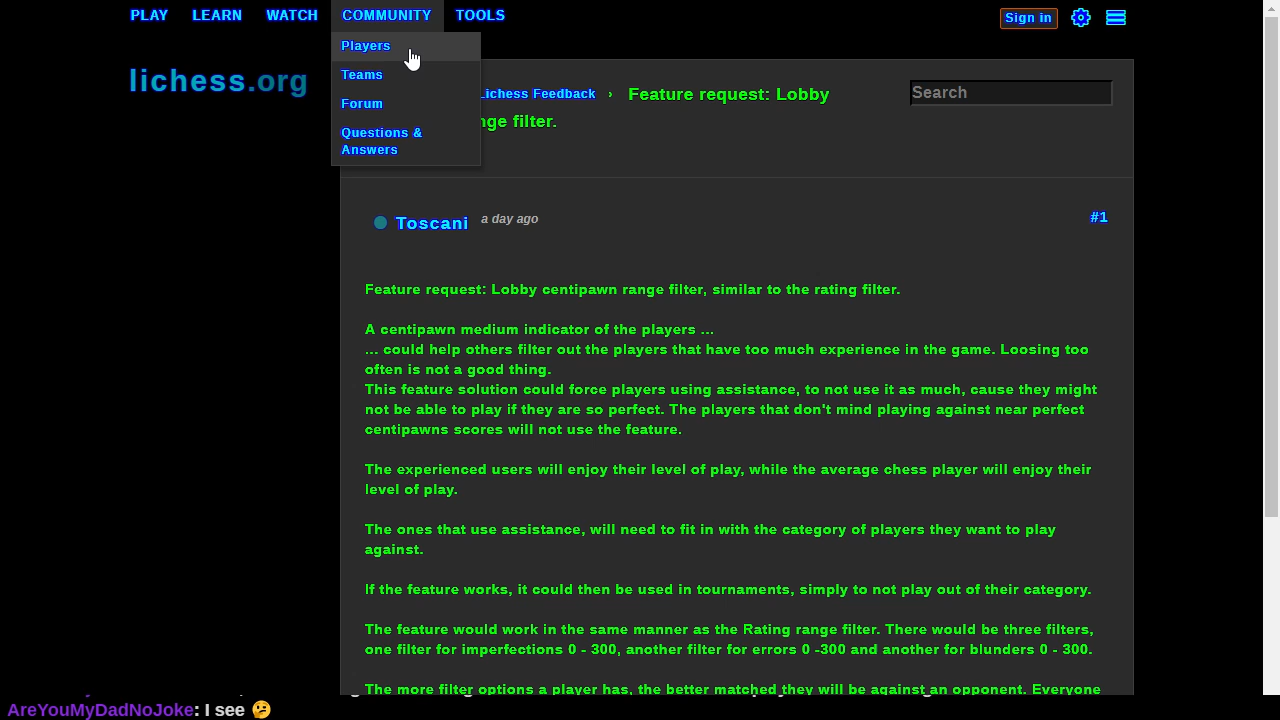 PLAY LEARN WATCH COMMUNITY TOOLS Sign in
Players
Teams
Forum
Questions &
Answers
lichess.org
Lichess Feedback › Feature request: Lobby
nge filter.
Search
Toscani a day ago #1
Feature request: Lobby centipawn range filter, similar to the rating filter.
A centipawn medium indicator of the players ...
... could help others filter out the players that have too much experience in the game. Loosing too
often is not a good thing.
This feature solution could force players using assistance, to not use it as much, cause they might
not be able to play if they are so perfect. The players that don't mind playing against near perfect
centipawns scores will not use the feature.
The experienced users will enjoy their level of play, while the average chess player will enjoy their
level of play.
The ones that use assistance, will need to fit in with the category of players they want to play
against.
If the feature works, it could then be used in tournaments, simply to not play out of their category.
The feature would work in the same manner as the Rating range filter. There would be three filters,
one filter for imperfections 0 - 300, another filter for errors 0 -300 and another for blunders 0 - 300.
The more filter options a player has, the better matched they will be against an opponent. Everyone
AreYouMyDadNoJoke: I see 🤔